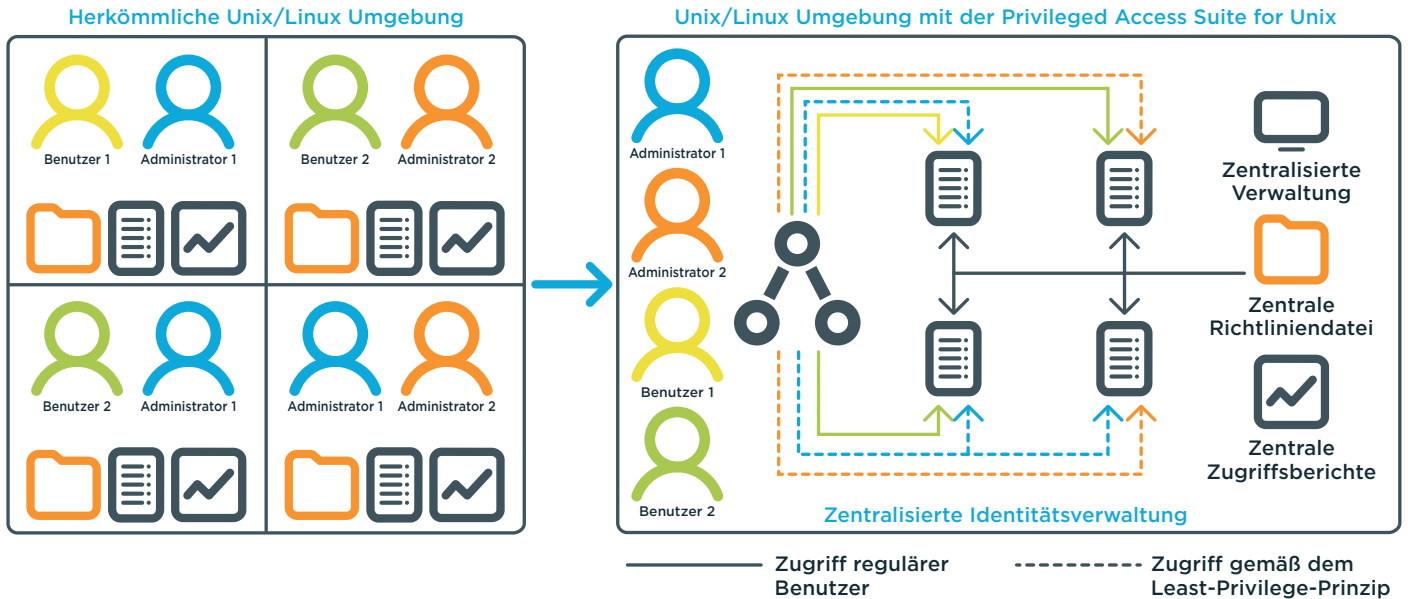 Herkömmliche Unix/Linux Umgebung
Benutzer 1
Administrator 1
Benutzer 2
Administrator 2
Benutzer 2
Administrator 1
Administrator 1
Administrator 2
Unix/Linux Umgebung mit der Privileged Access Suite for Unix
Administrator 1
Administrator 2
Benutzer 1
Benutzer 2
Zentralisierte
Verwaltung
Zentrale
Richtliniendatei
Zentrale
Zugriffsberichte
Zentralisierte Identitätsverwaltung
Zugriff regulärer
Benutzer
Zugriff gemäß dem
Least-Privilege-Prinzip